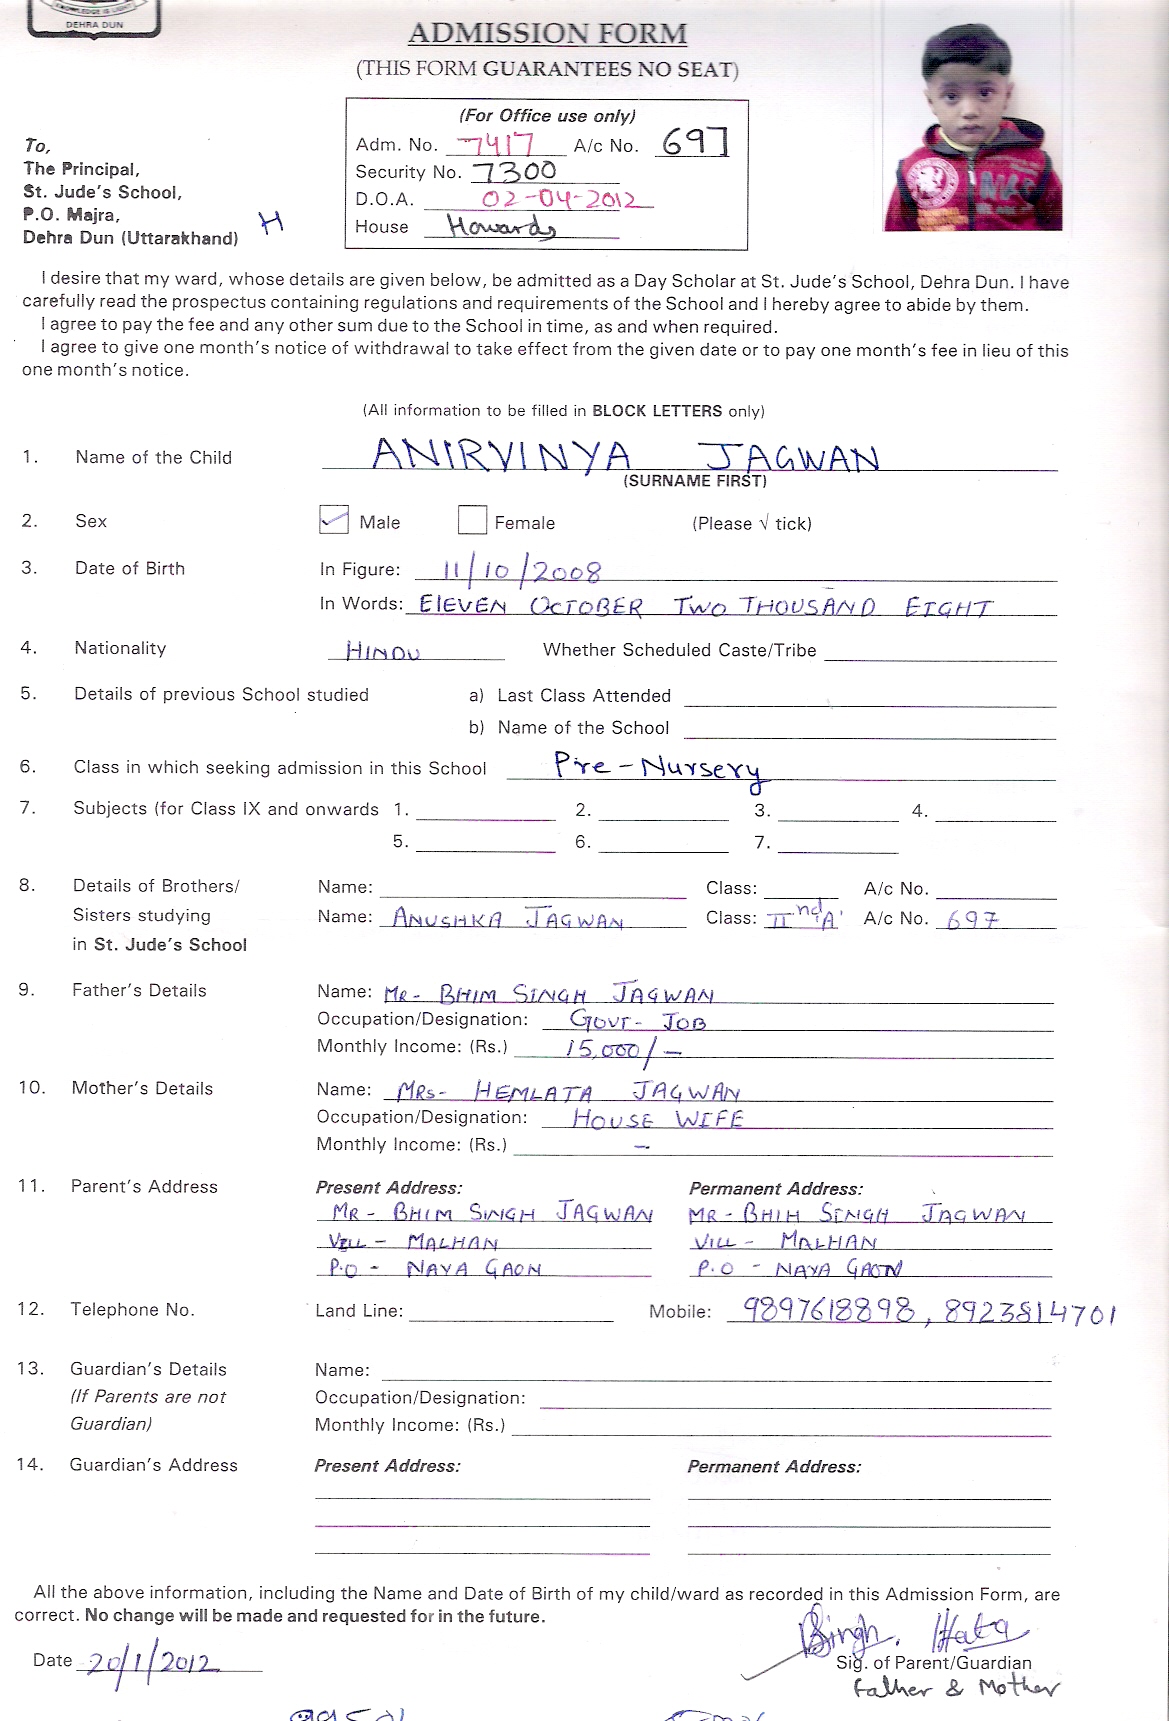 KNOWLEDGE IS LIGHT
DEHRA DUN
ADMISSION FORM
(THIS FORM GUARANTEES NO SEAT)
(For Office use only)
Adm. No. 7417 A/c No. 697
Security No. 7300
D.O.A. 02-04-2012
House Howards
To,
The Principal,
St. Jude's School,
P.O. Majra,
Dehra Dun (Uttarakhand)
H
I desire that my ward, whose details are given below, be admitted as a Day Scholar at St. Jude's School, Dehra Dun. I have
carefully read the prospectus containing regulations and requirements of the School and I hereby agree to abide by them.
I agree to pay the fee and any other sum due to the School in time, as and when required.
I agree to give one month's notice of withdrawal to take effect from the given date or to pay one month's fee in lieu of this
one month's notice.
(All information to be filled in BLOCK LETTERS only)
1. Name of the Child ANIRVINYA JAGWAN
(SURNAME FIRST)
2. Sex Male Female (Please √ tick)
3. Date of Birth In Figure: 11/10/2008
In Words: ElEVEN OCTOBER TWO THOUSAND EIGHT
4. Nationality HINDU Whether Scheduled Caste/Tribe
5. Details of previous School studied a) Last Class Attended
b) Name of the School
6. Class in which seeking admission in this School Pre-Nursery
7. Subjects (for Class IX and onwards 1. 2. 3. 4.
5. 6. 7.
8. Details of Brothers/ Name: Class: A/c No.
Sisters studying Name: ANUSHKA JAGWAN Class: IInd 'A' A/c No. 697
in St. Jude's School
9. Father's Details Name: MR- BHIM SINGH JAGWAN
Occupation/Designation: GOVT- JOB
Monthly Income: (Rs.) 15,000/-
10. Mother's Details Name: MRS- HEMLATA JAGWAN
Occupation/Designation: HOUSE WIFE
Monthly Income: (Rs.) -
11. Parent's Address Present Address: Permanent Address:
MR- BHIM SINGH JAGWAN MR- BHIM SINGH JAGWAN
VILL- MALHAN VILL- MALHAN
P.O - NAYA GAON P.O - NAYA GAON
12. Telephone No. Land Line: Mobile: 9897618898, 8923814701
13. Guardian's Details Name:
(If Parents are not Occupation/Designation:
Guardian) Monthly Income: (Rs.)
14. Guardian's Address Present Address: Permanent Address:
All the above information, including the Name and Date of Birth of my child/ward as recorded in this Admission Form, are
correct. No change will be made and requested for in the future.
BSingh. Hata
Date 20/1/2012 Sig. of Parent/Guardian
Father & Mother